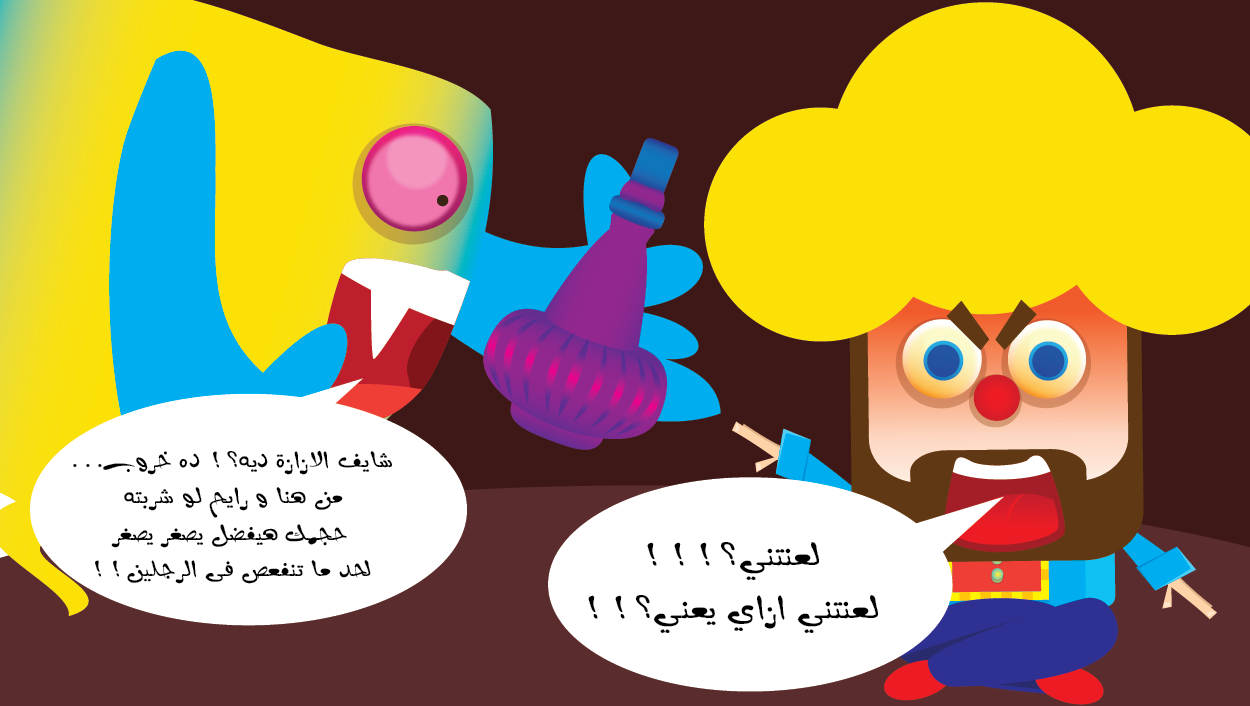 لعنتني؟!!!
لعنتني ازاي يعني؟!!
شايف الازازة ديه؟! ده خروب...
من هنا و رايح لو شربته
حجمك هيفضل يصغر يصغر
لحد ما تنفعص فى الرجلين!!